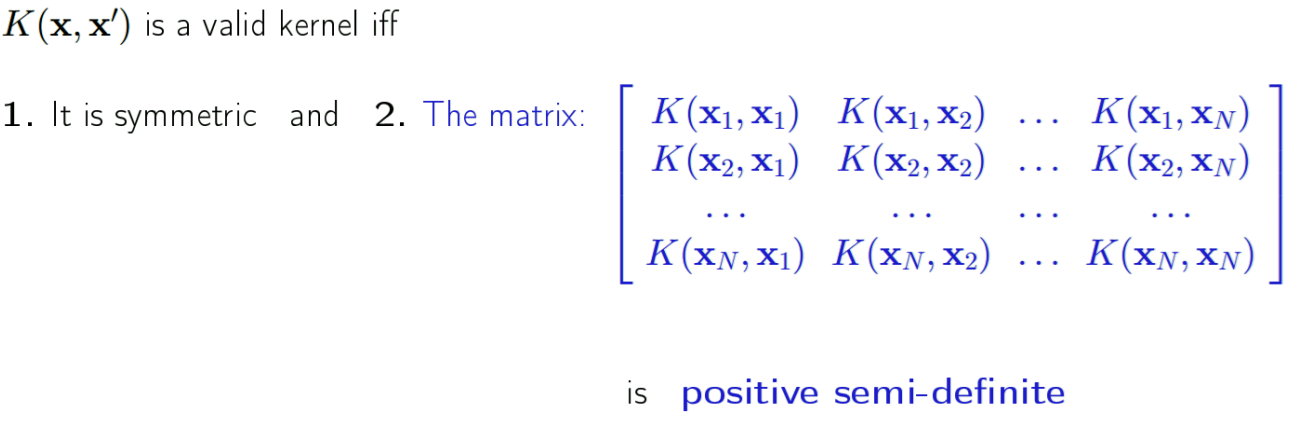 K(x, x′) is a valid kernel iff
1. It is symmetric and 2. The matrix:
K(x₁, x₁) K(x₁, x₂) … K(x₁, x_N)
K(x₂, x₁) K(x₂, x₂) … K(x₂, x_N)
… … … …
K(x_N, x₁) K(x_N, x₂) … K(x_N, x_N)
is positive semi-definite